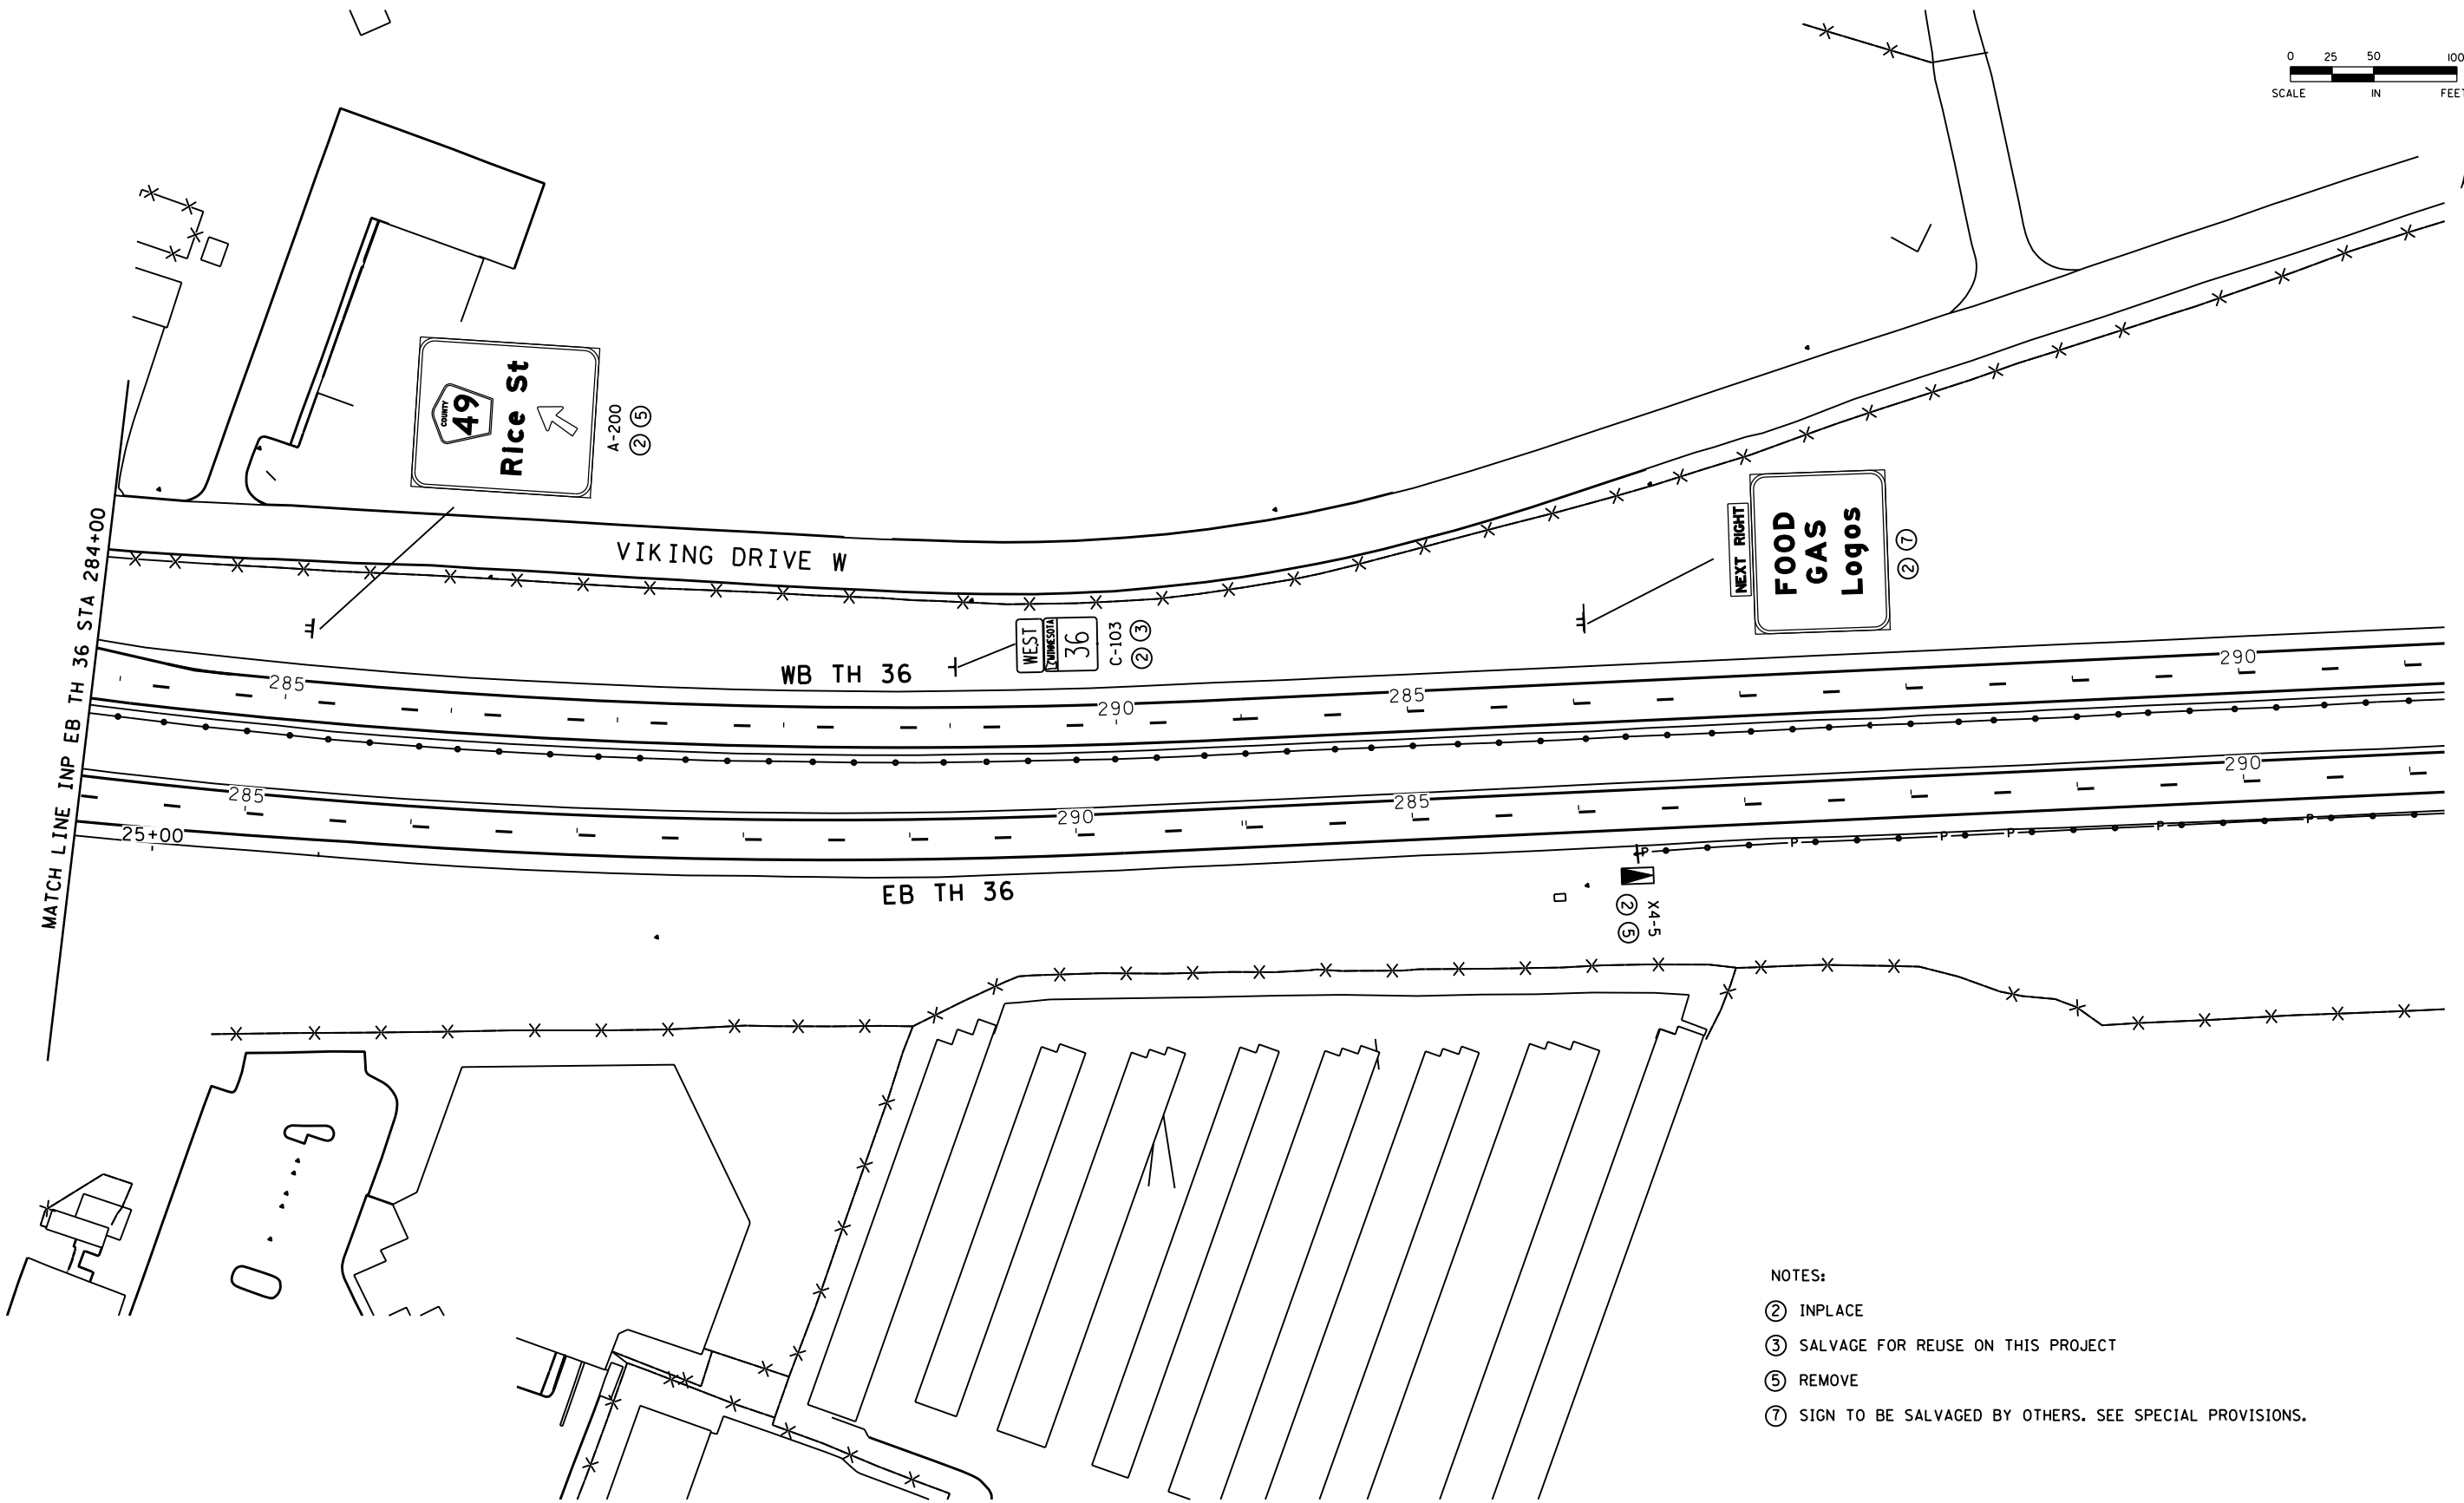 0 25 50 100
SCALE IN FEET
COUNTY
49
Rice St
A-200
2 5
VIKING DRIVE W
NEXT RIGHT
FOOD
GAS
Logos
2 7
WEST
MINNESOTA
36
C-103
2 3
WB TH 36
MATCH LINE INP EB TH 36 STA 284+00
285
290
285
290
285
290
285
290
25+00
EB TH 36
P P P P P P
X4-5
2 5
NOTES:
2 INPLACE
3 SALVAGE FOR REUSE ON THIS PROJECT
5 REMOVE
7 SIGN TO BE SALVAGED BY OTHERS. SEE SPECIAL PROVISIONS.